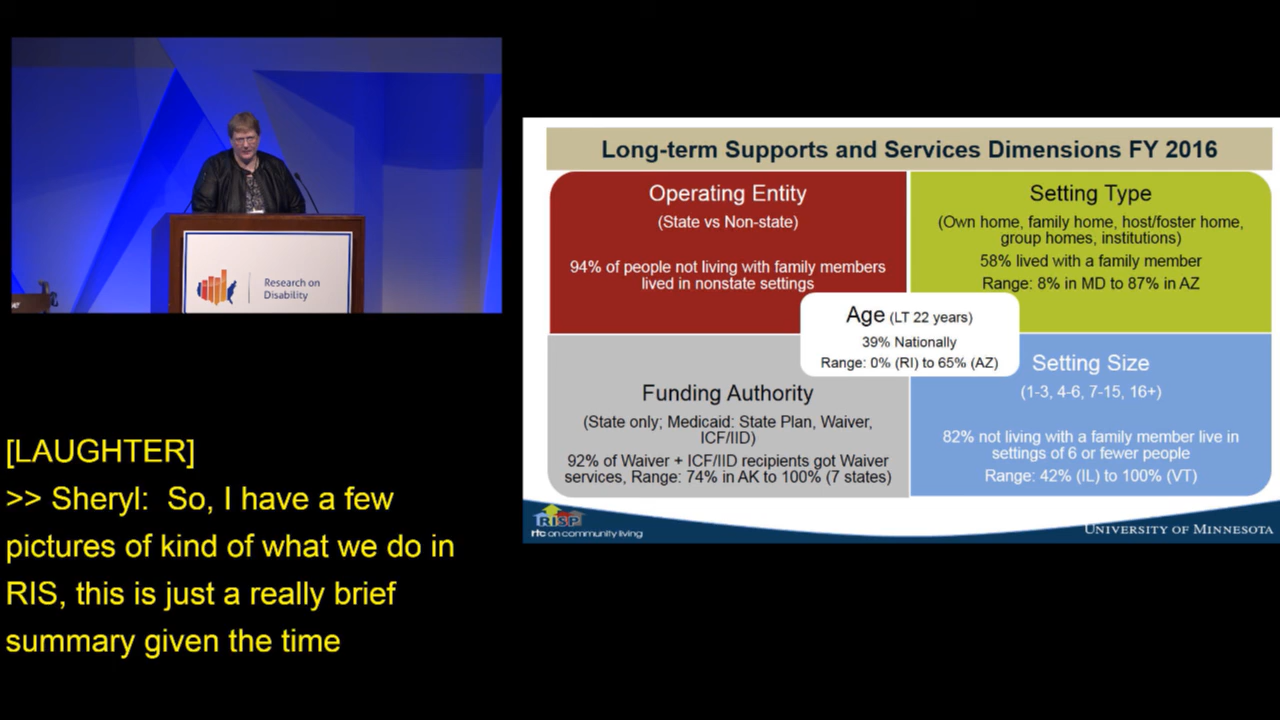 Research on
Disability
[LAUGHTER]
>> Sheryl:  So, I have a few
pictures of kind of what we do in
RIS, this is just a really brief
summary given the time
Long-term Supports and Services Dimensions FY 2016
Operating Entity
(State vs Non-state)
94% of people not living with family members
lived in nonstate settings
Setting Type
(Own home, family home, host/foster home,
group homes, institutions)
58% lived with a family member
Range: 8% in MD to 87% in AZ
Age (LT 22 years)
39% Nationally
Range: 0% (RI) to 65% (AZ)
Funding Authority
(State only; Medicaid: State Plan, Waiver,
ICF/IID)
92% of Waiver + ICF/IID recipients got Waiver
services, Range: 74% in AK to 100% (7 states)
Setting Size
(1-3, 4-6, 7-15, 16+)
82% not living with a family member live in
settings of 6 or fewer people
Range: 42% (IL) to 100% (VT)
RISP
rtc on community living
UNIVERSITY OF MINNESOTA